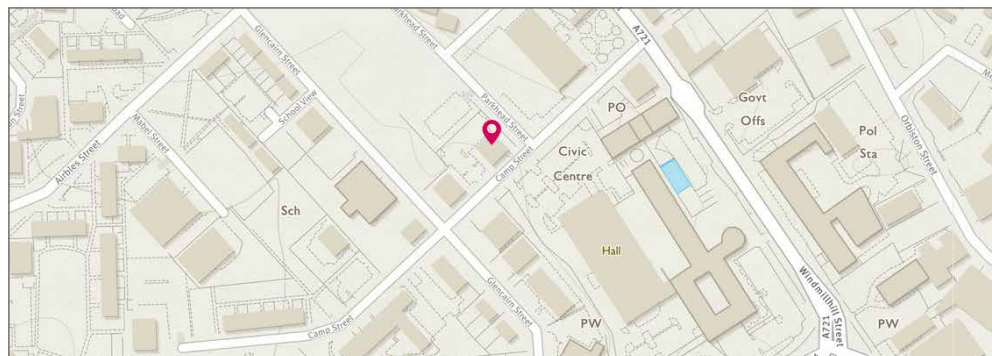 Parkhead Street
A721
Glencairn Street
School View
Mabel Street
Airbles Street
Parkhead Street
Camp Street
PO
Govt
Offs
Civic
Centre
Pol
Sta
Orbiston Street
Sch
Hall
Glencairn
Camp Street
PW
Windmillhill Street
A721
PW